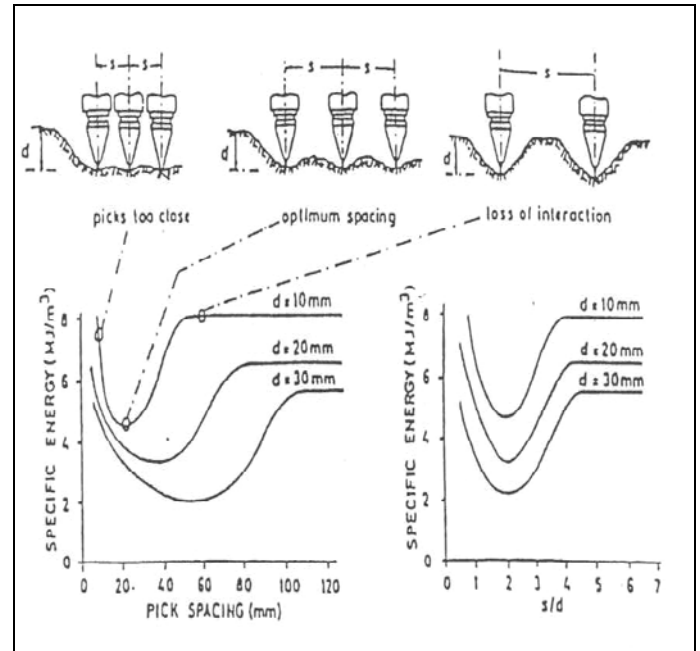 s s
s s
s
d
d
d
picks too close
optimum spacing
loss of interaction
SPECIFIC ENERGY (MJ/m³)
8
6
4
2
0
d = 10mm
d = 20mm
d = 30mm
0 20 40 60 80 100 120
PICK SPACING (mm)
SPECIFIC ENERGY (MJ/m³)
8
6
4
2
0
d = 10mm
d = 20mm
d = 30mm
0 1 2 3 4 5 6 7
s/d